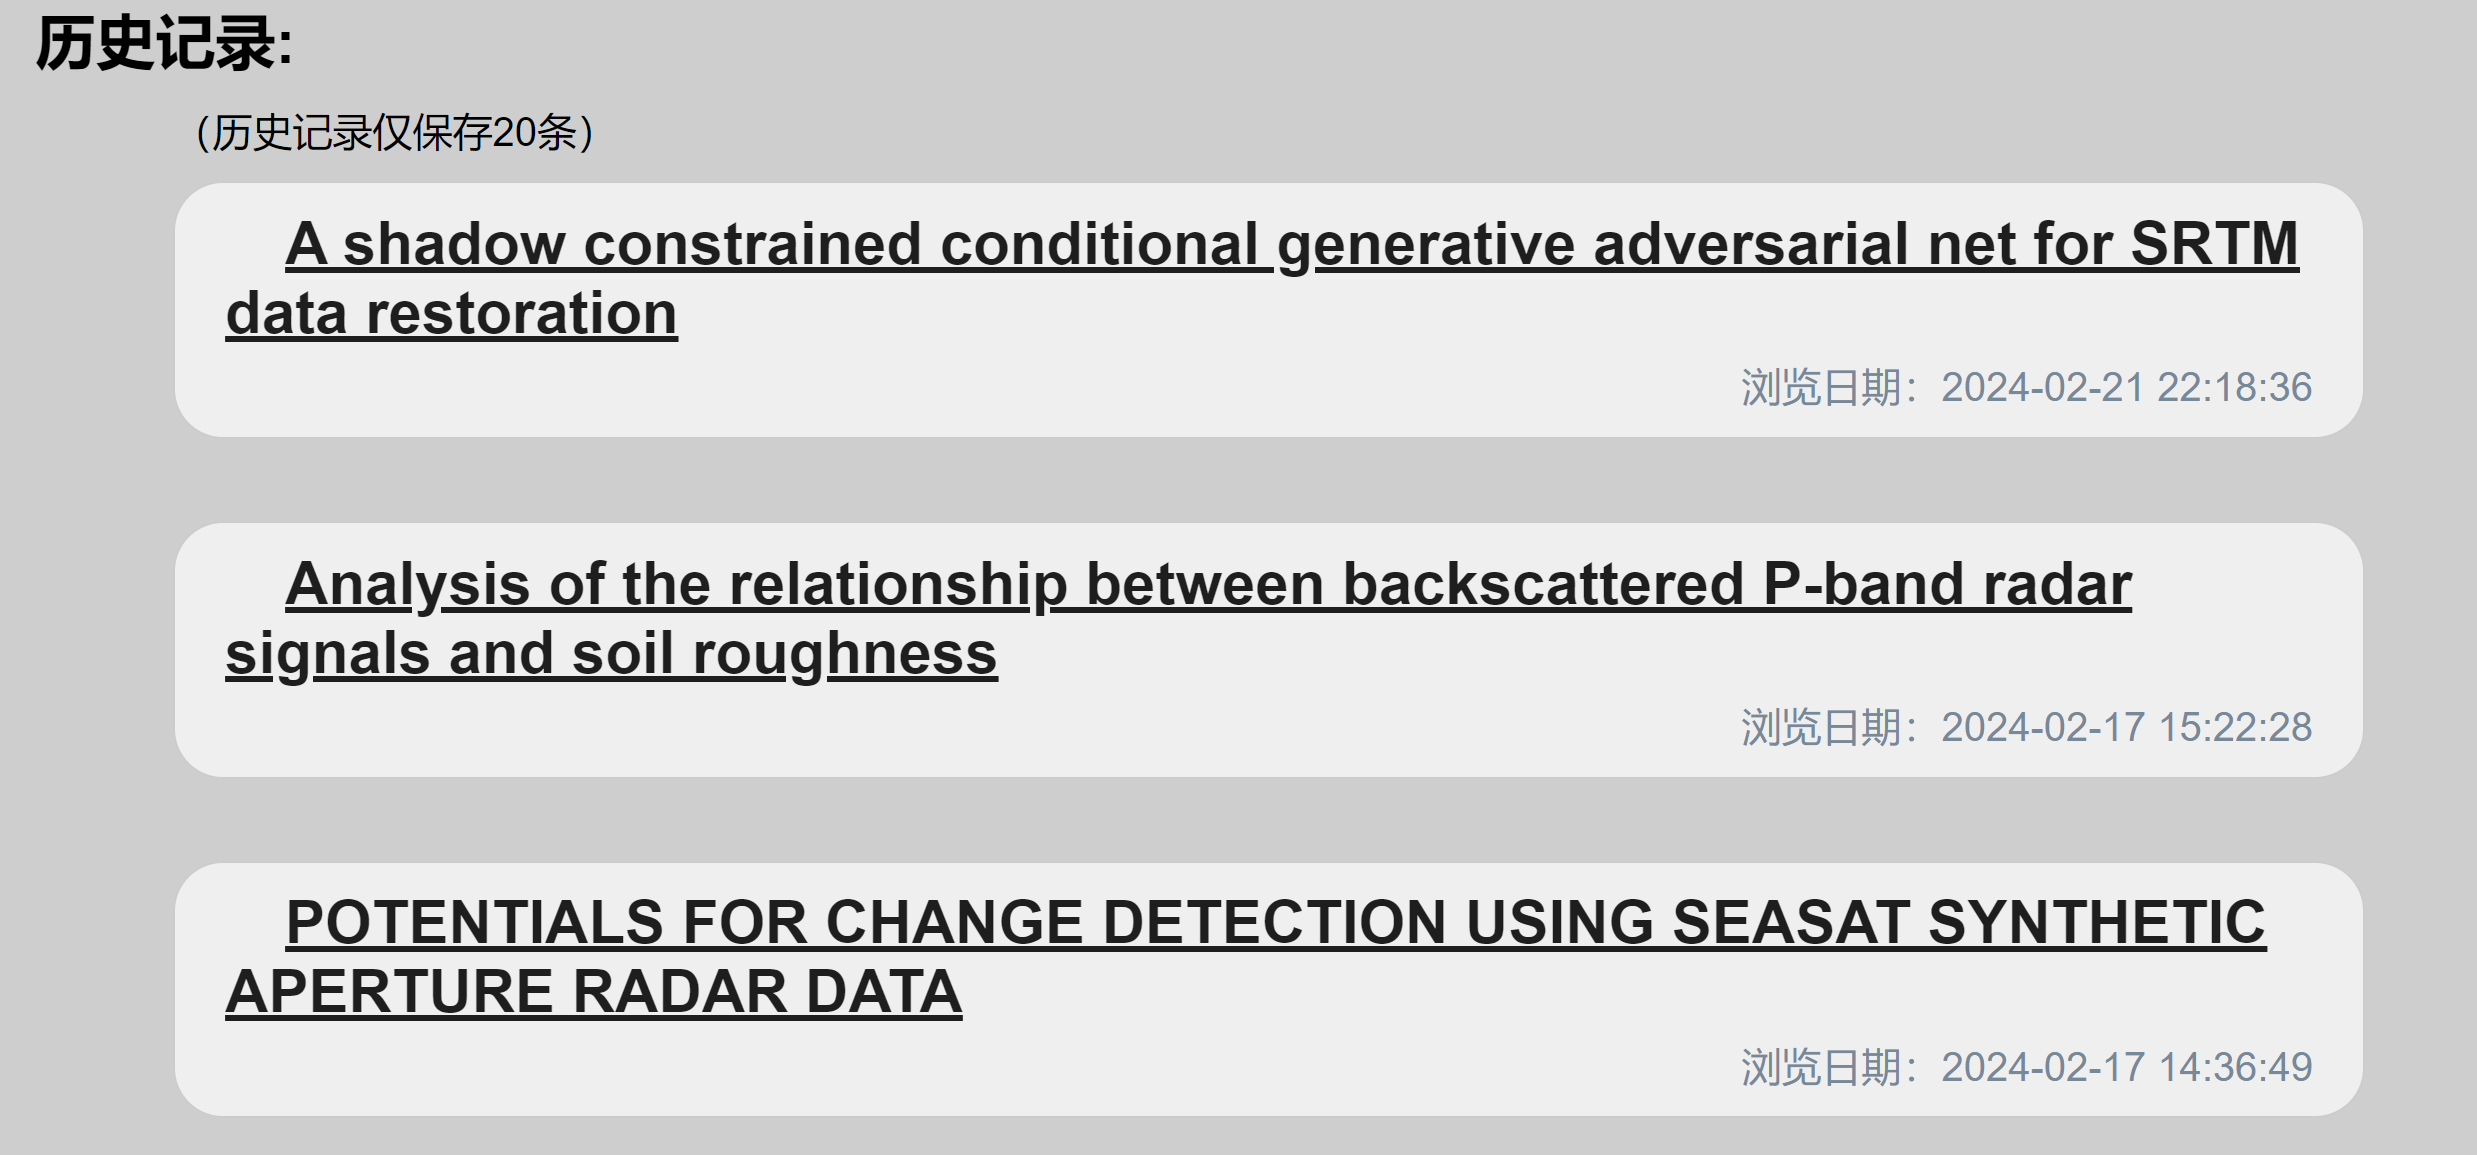 历史记录:
（历史记录仅保存20条）
A shadow constrained conditional generative adversarial net for SRTM
data restoration
浏览日期：2024-02-21 22:18:36
Analysis of the relationship between backscattered P-band radar
signals and soil roughness
浏览日期：2024-02-17 15:22:28
POTENTIALS FOR CHANGE DETECTION USING SEASAT SYNTHETIC
APERTURE RADAR DATA
浏览日期：2024-02-17 14:36:49